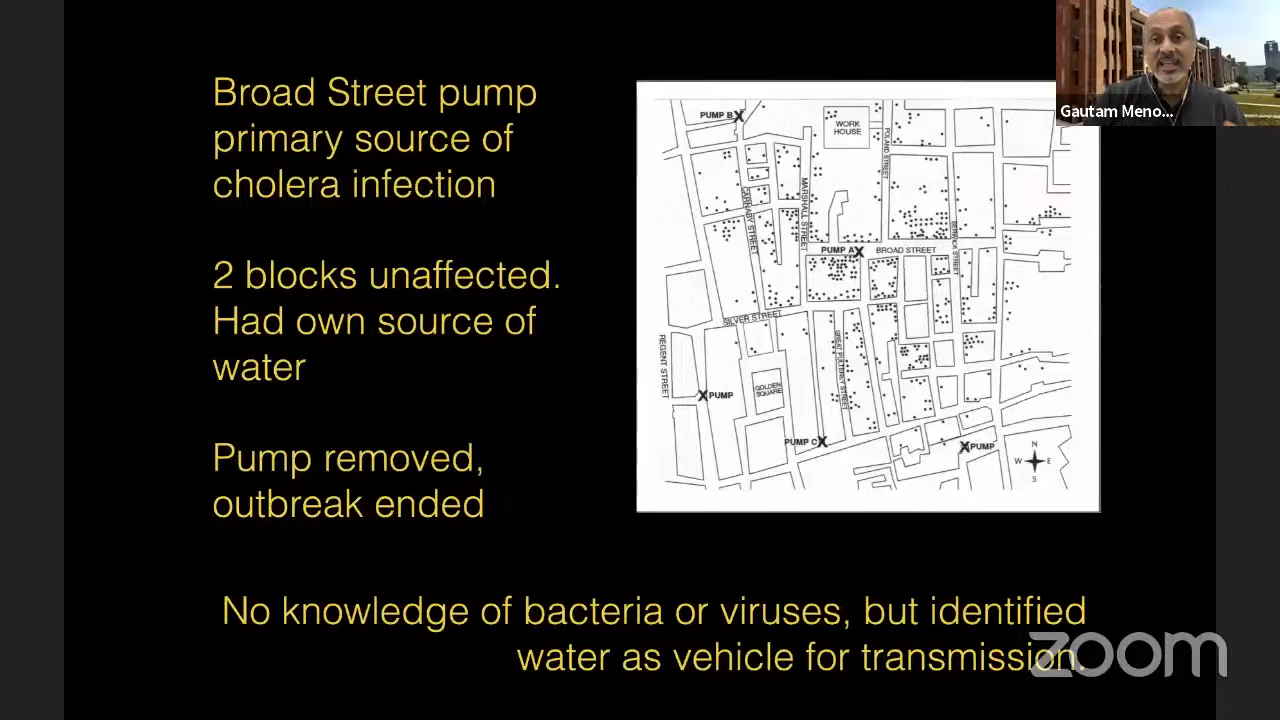 Broad Street pump
primary source of
cholera infection
2 blocks unaffected.
Had own source of
water
Pump removed,
outbreak ended
No knowledge of bacteria or viruses, but identified
water as vehicle for transmission.
PUMP B
WORK
HOUSE
POLAND STREET
CARNABY STREET
MARSHALL STREET
PUMP A
BROAD STREET
BERWICK STREET
SILVER STREET
REGENT STREET
GREAT PULTENEY STREET
GOLDEN
SQUARE
PUMP
PUMP C
PUMP
N
W
E
S
Gautam Meno...
zoom